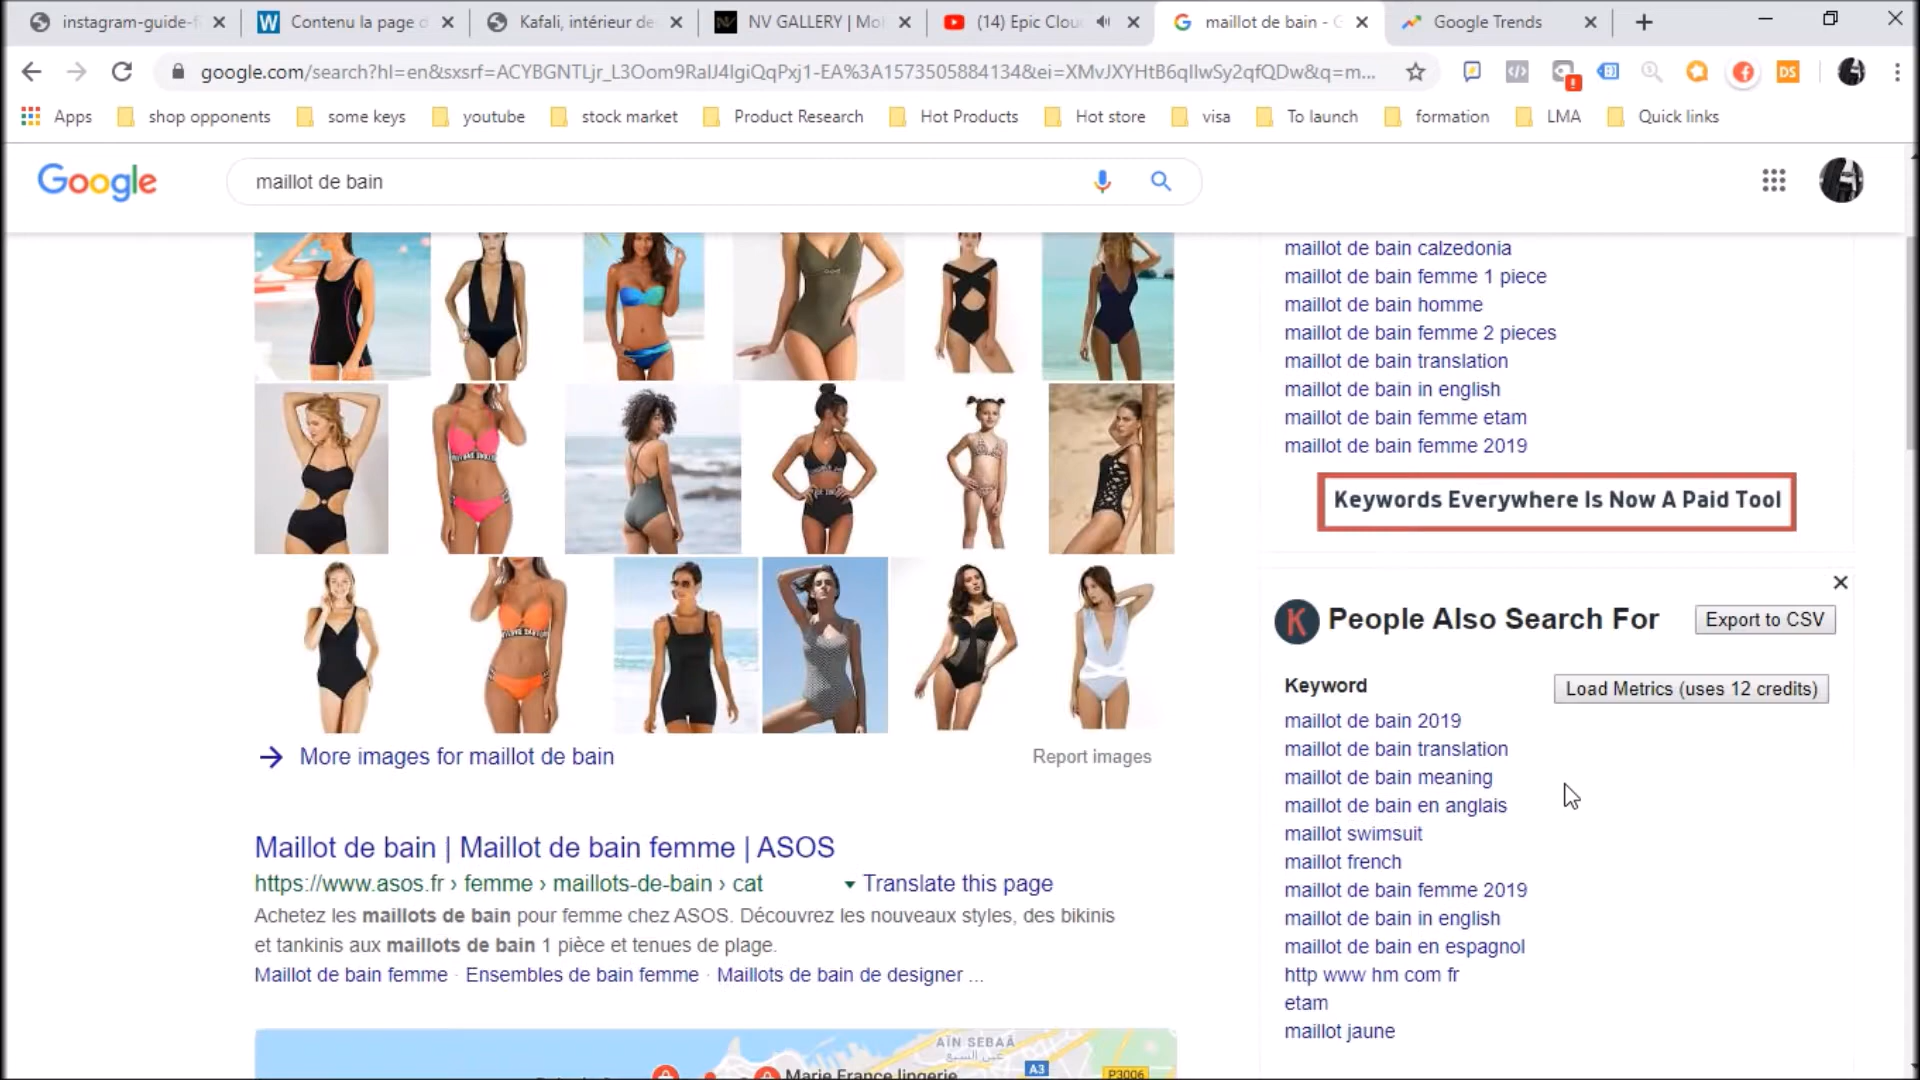 instagram-guide-f
Contenu la page d
Kafali, intérieur de
NV GALLERY | Mo
(14) Epic Clou
maillot de bain - G
Google Trends
google.com/search?hl=en&sxsrf=ACYBGNTLjr_L3Oom9RaIJ4IgiQqPxj1-EA%3A1573505884134&ei=XMvJXYHtB6qIlwSy2qfQDw&q=m...
Apps
shop opponents
some keys
youtube
stock market
Product Research
Hot Products
Hot store
visa
To launch
formation
LMA
Quick links
Google
maillot de bain
maillot de bain calzedonia
maillot de bain femme 1 piece
maillot de bain homme
maillot de bain femme 2 pieces
maillot de bain translation
maillot de bain in english
maillot de bain femme etam
maillot de bain femme 2019
Keywords Everywhere Is Now A Paid Tool
K People Also Search For
Export to CSV
Keyword
Load Metrics (uses 12 credits)
maillot de bain 2019
maillot de bain translation
maillot de bain meaning
maillot de bain en anglais
maillot swimsuit
maillot french
maillot de bain femme 2019
maillot de bain in english
maillot de bain en espagnol
http www hm com fr
etam
maillot jaune
More images for maillot de bain
Report images
Maillot de bain | Maillot de bain femme | ASOS
https://www.asos.fr › femme › maillots-de-bain › cat
Translate this page
Achetez les maillots de bain pour femme chez ASOS. Découvrez les nouveaux styles, des bikinis
et tankinis aux maillots de bain 1 pièce et tenues de plage.
Maillot de bain femme · Ensembles de bain femme · Maillots de bain de designer ...
AÏN SEBAÂ
عين السبع
A3
P3006
Marie France lingerie